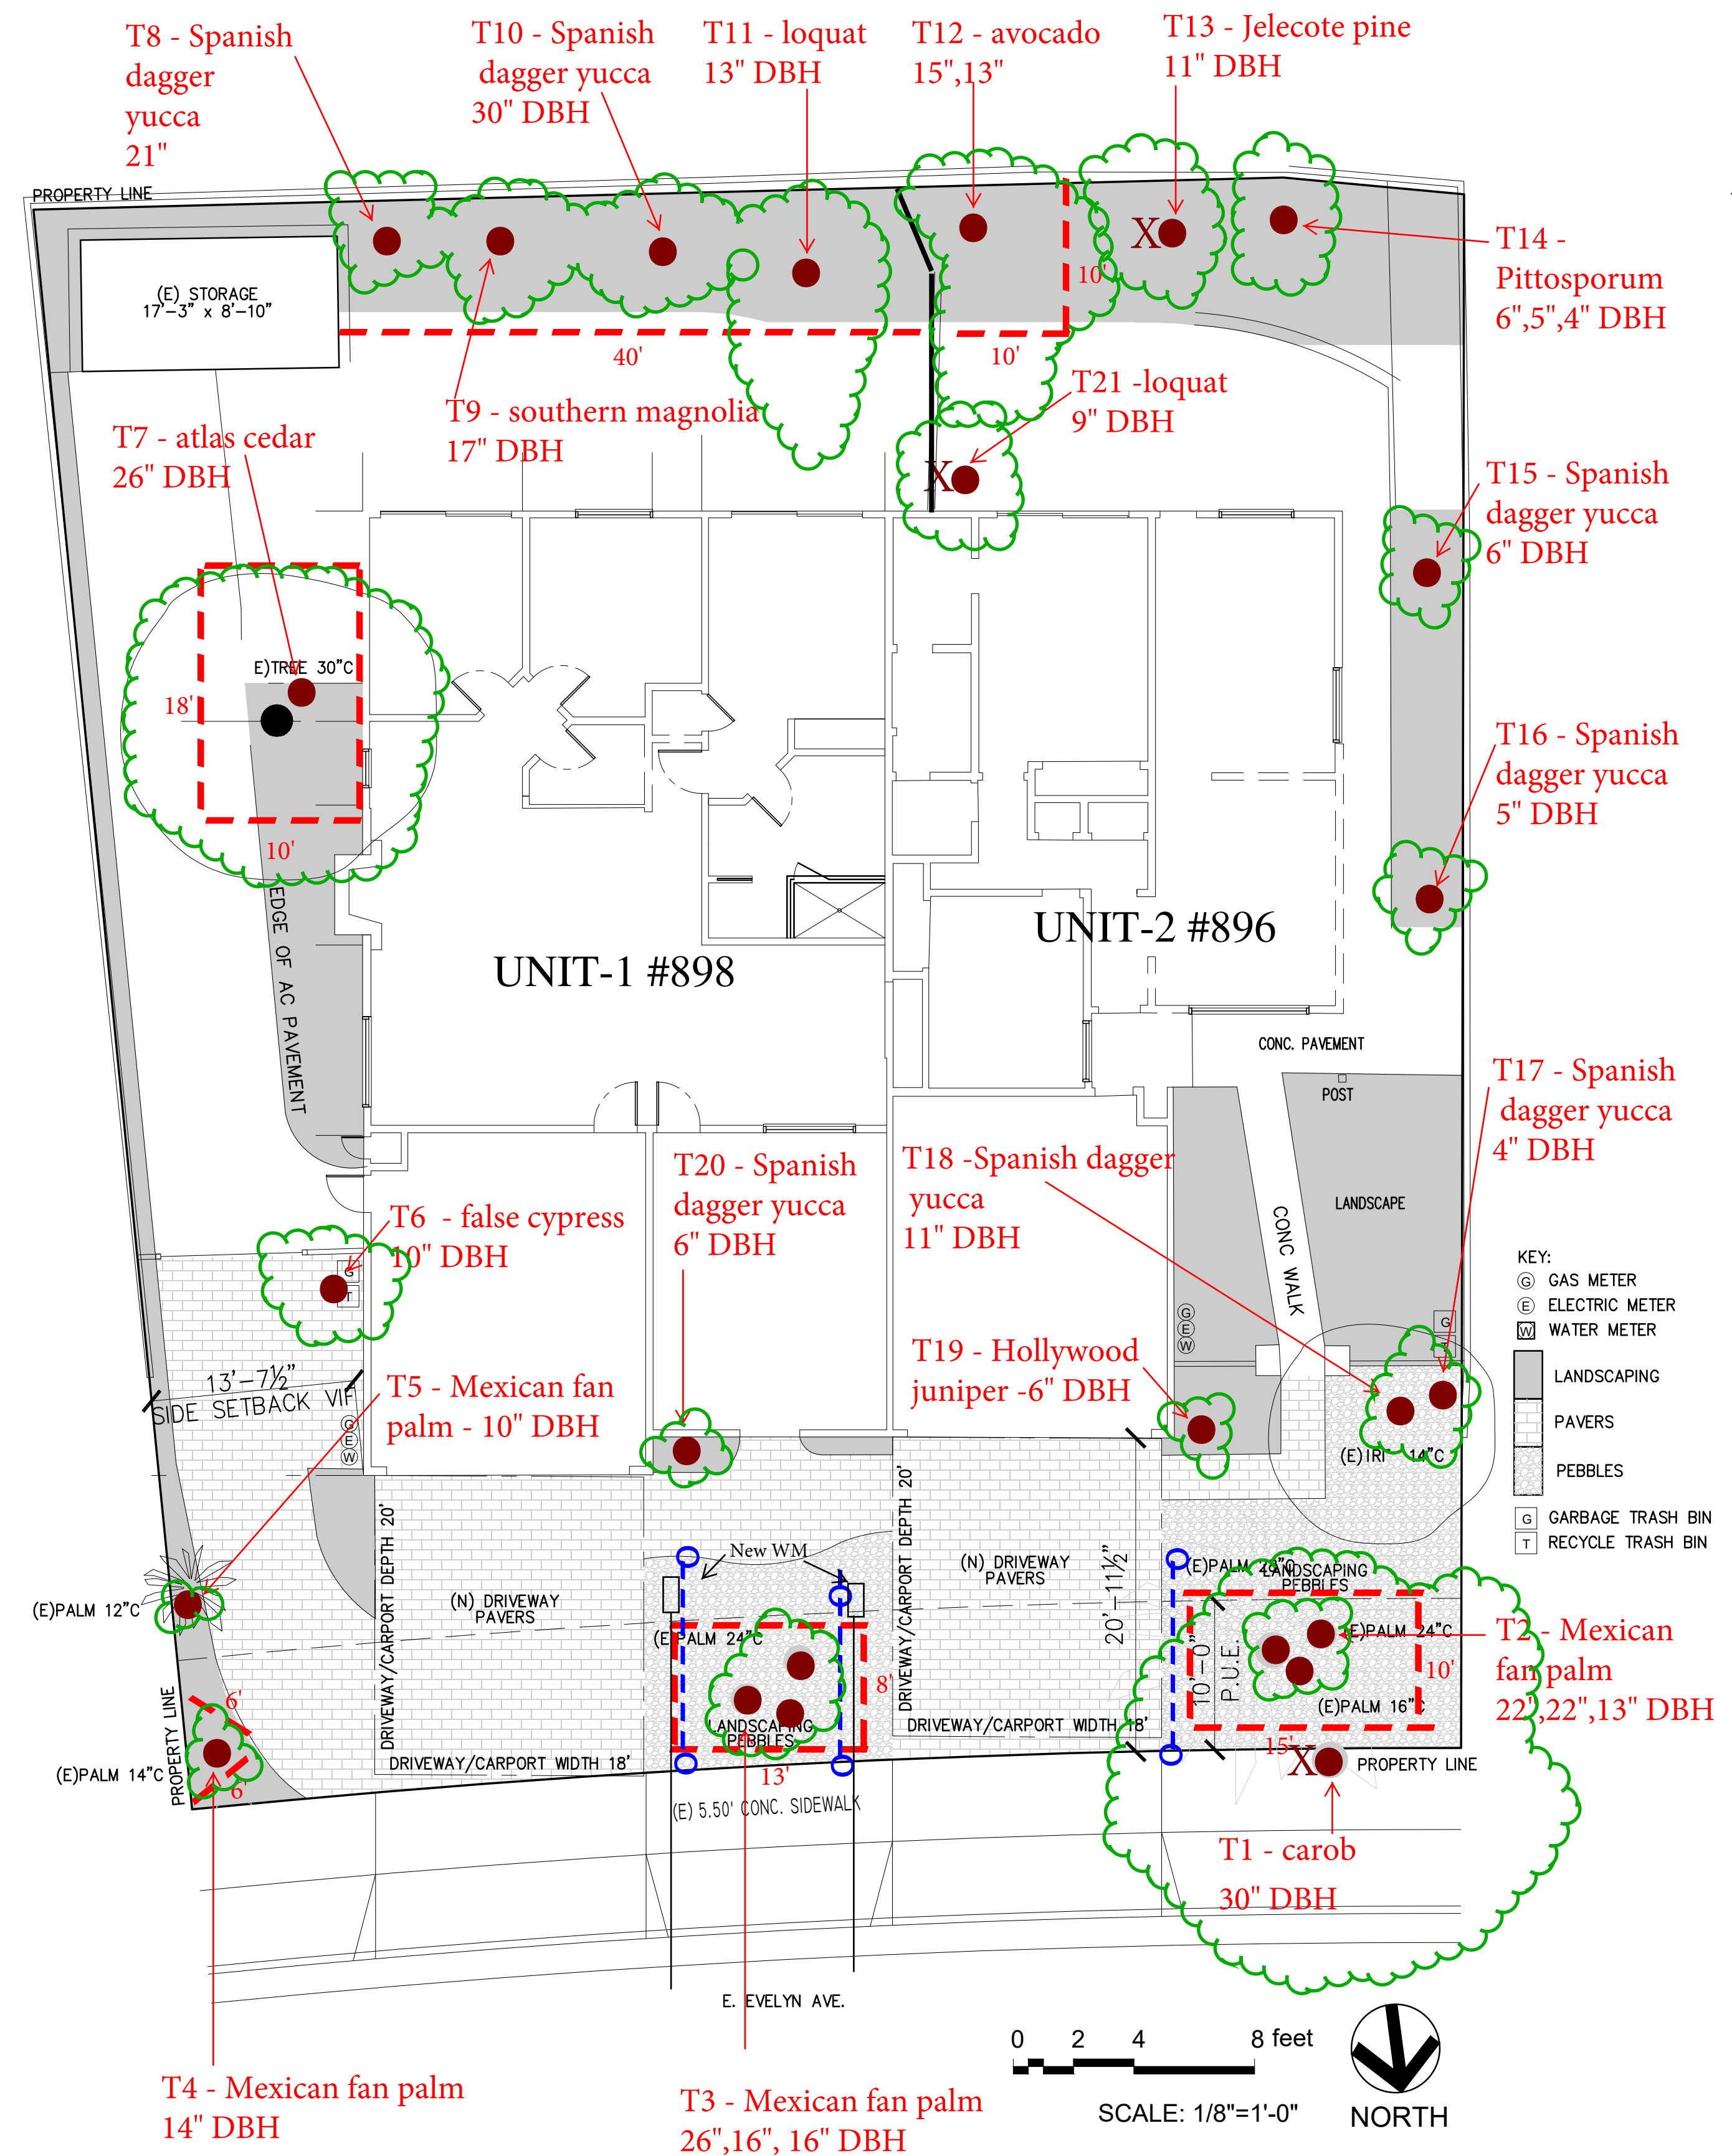 T8 - Spanish
dagger
yucca
21"
T10 - Spanish
dagger yucca
30" DBH
T11 - loquat
13" DBH
T12 - avocado
15",13"
T13 - Jelecote pine
11" DBH
PROPERTY LINE
X
T14 -
Pittosporum
6",5",4" DBH
(E) STORAGE
17'-3" x 8'-10"
10'
40'
10'
T9 - southern magnolia
17" DBH
T21 -loquat
9" DBH
T7 - atlas cedar
26" DBH
X
T15 - Spanish
dagger yucca
6" DBH
E)TREE 30"C
18'
10'
T16 - Spanish
dagger yucca
5" DBH
EDGE OF AC PAVEMENT
UNIT-1 #898
UNIT-2 #896
CONC. PAVEMENT
POST
T17 - Spanish
dagger yucca
4" DBH
T20 - Spanish
dagger yucca
6" DBH
T18 -Spanish dagger
yucca
11" DBH
LANDSCAPE
CONC WALK
T6 - false cypress
10" DBH
G
T
KEY:
G GAS METER
E ELECTRIC METER
W WATER METER
LANDSCAPING
PAVERS
PEBBLES
G GARBAGE TRASH BIN
T RECYCLE TRASH BIN
G
E
W
G
T19 - Hollywood
juniper -6" DBH
13'-7½"
SIDE SETBACK VIF
T5 - Mexican fan
palm - 10" DBH
G
E
W
14"C
DRIVEWAY/CARPORT DEPTH 20'
DRIVEWAY/CARPORT DEPTH 20'
New WM
(N) DRIVEWAY
PAVERS
(N) DRIVEWAY
PAVERS
20'-11½"
(E)PALM
LANDSCAPING
PEBBLES
(E)PALM 12"C
(E)PALM 24"C
(E)PALM 24"C
T2 - Mexican
fan palm
22",22",13" DBH
10'-0"
P.U.E.
10'
(E)PALM 16"C
8'
6'
6'
PROPERTY LINE
LANDSCAPING
PEBBLES
DRIVEWAY/CARPORT WIDTH 18'
DRIVEWAY/CARPORT WIDTH 18'
15'
X
PROPERTY LINE
(E)PALM 14"C
13'
(E) 5.50' CONC. SIDEWALK
T1 - carob
30" DBH
E. EVELYN AVE.
0 2 4 8 feet
SCALE: 1/8"=1'-0"
NORTH
T4 - Mexican fan palm
14" DBH
T3 - Mexican fan palm
26",16", 16" DBH